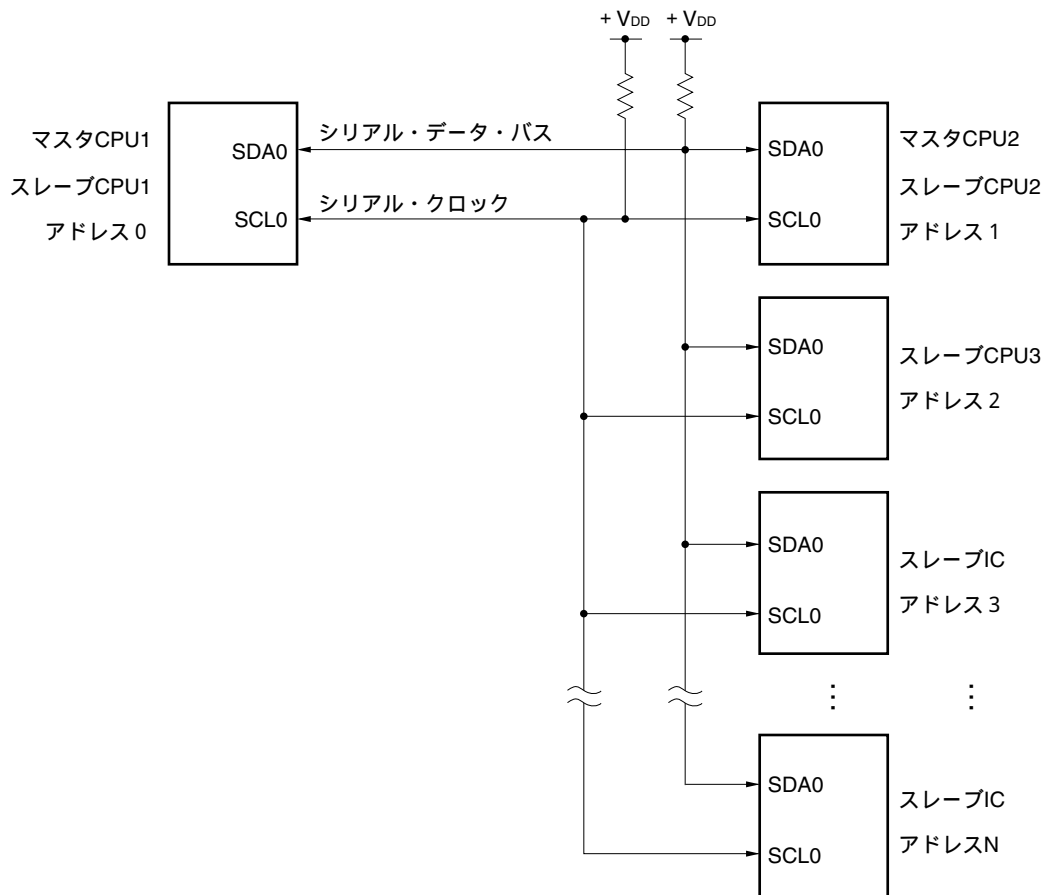 + VDD + VDD
マスタCPU1
スレーブCPU1
アドレス 0
SDA0
SCL0
シリアル・データ・バス
シリアル・クロック
SDA0
SCL0
マスタCPU2
スレーブCPU2
アドレス 1
SDA0
SCL0
スレーブCPU3
アドレス 2
SDA0
SCL0
スレーブIC
アドレス 3
⋮ ⋮
SDA0
SCL0
スレーブIC
アドレスN